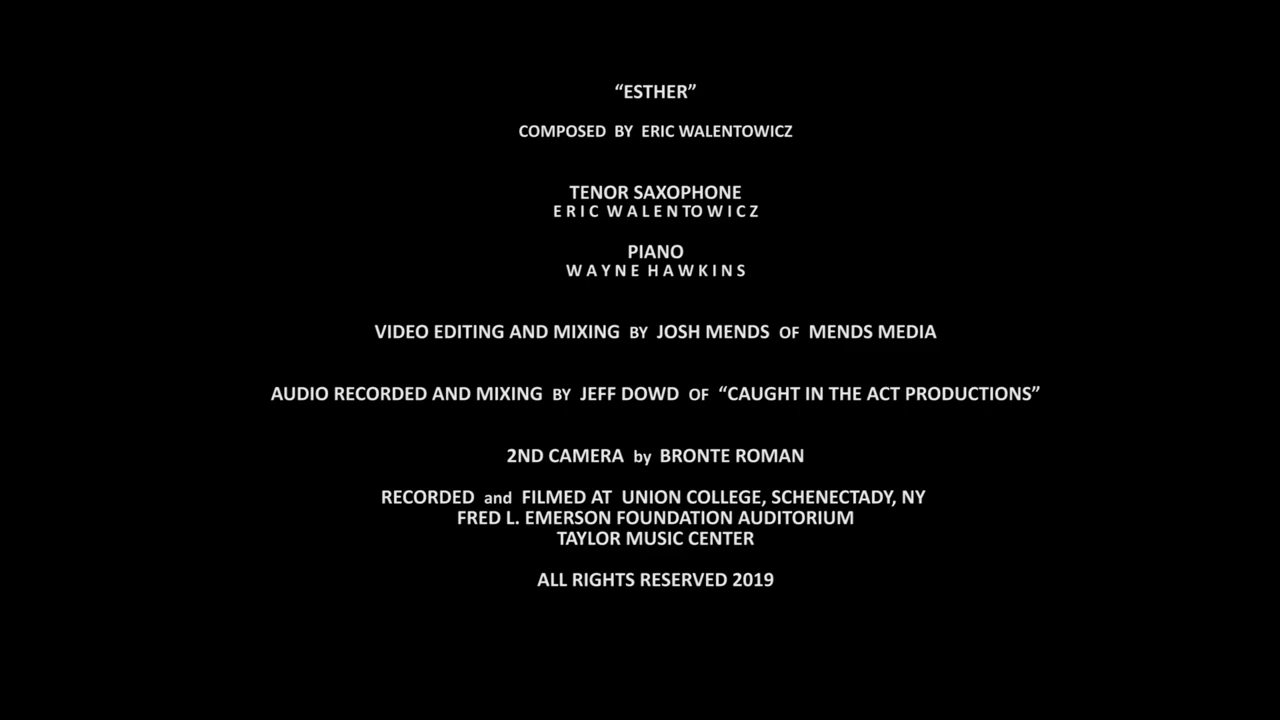 “ESTHER”
COMPOSED BY ERIC WALENTOWICZ
TENOR SAXOPHONE
ERIC WALENTOWICZ
PIANO
WAYNE HAWKINS
VIDEO EDITING AND MIXING BY JOSH MENDS OF MENDS MEDIA
AUDIO RECORDED AND MIXING BY JEFF DOWD OF “CAUGHT IN THE ACT PRODUCTIONS”
2ND CAMERA by BRONTE ROMAN
RECORDED and FILMED AT UNION COLLEGE, SCHENECTADY, NY
FRED L. EMERSON FOUNDATION AUDITORIUM
TAYLOR MUSIC CENTER
ALL RIGHTS RESERVED 2019